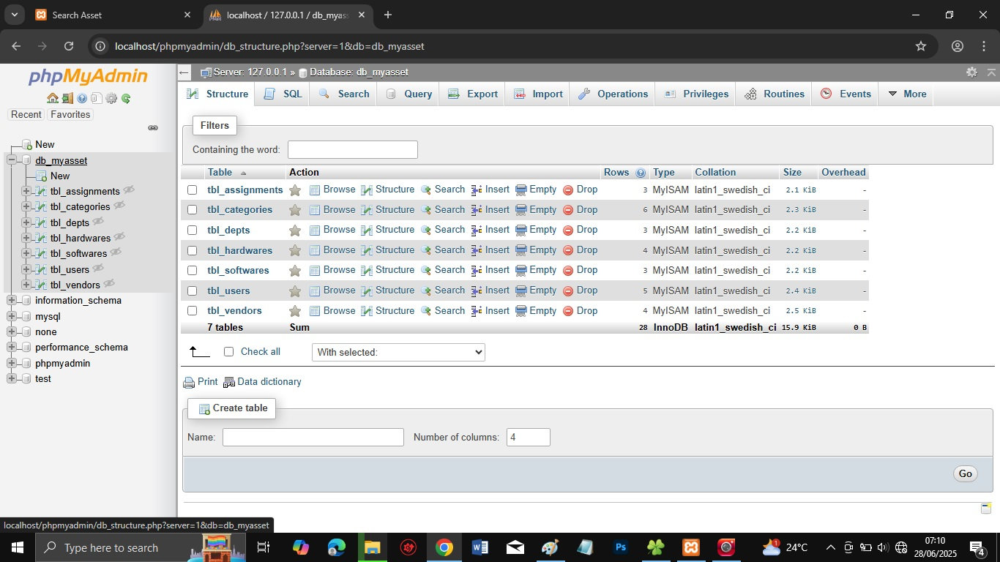 Search Asset
localhost / 127.0.0.1 / db_myas
localhost/phpmyadmin/db_structure.php?server=1&db=db_myasset
phpMyAdmin
Recent Favorites
New
db_myasset
New
tbl_assignments
tbl_categories
tbl_depts
tbl_hardwares
tbl_softwares
tbl_users
tbl_vendors
information_schema
mysql
none
performance_schema
phpmyadmin
test
Server: 127.0.0.1 » Database: db_myasset
Structure SQL Search Query Export Import Operations Privileges Routines Events More
Filters
Containing the word:
Table Action Rows Type Collation Size Overhead
tbl_assignments Browse Structure Search Insert Empty Drop 3 MyISAM latin1_swedish_ci 2.1 KiB -
tbl_categories Browse Structure Search Insert Empty Drop 6 MyISAM latin1_swedish_ci 2.3 KiB -
tbl_depts Browse Structure Search Insert Empty Drop 3 MyISAM latin1_swedish_ci 2.2 KiB -
tbl_hardwares Browse Structure Search Insert Empty Drop 4 MyISAM latin1_swedish_ci 2.2 KiB -
tbl_softwares Browse Structure Search Insert Empty Drop 3 MyISAM latin1_swedish_ci 2.2 KiB -
tbl_users Browse Structure Search Insert Empty Drop 5 MyISAM latin1_swedish_ci 2.4 KiB -
tbl_vendors Browse Structure Search Insert Empty Drop 4 MyISAM latin1_swedish_ci 2.5 KiB -
7 tables Sum 28 InnoDB latin1_swedish_ci 15.9 KiB 0 B
Check all With selected:
Print Data dictionary
Create table
Name: Number of columns: 4
Go
localhost/phpmyadmin/db_structure.php?server=1&db=db_myasset
Type here to search
W
Ps
1
24°C
07:10
28/06/2025
4